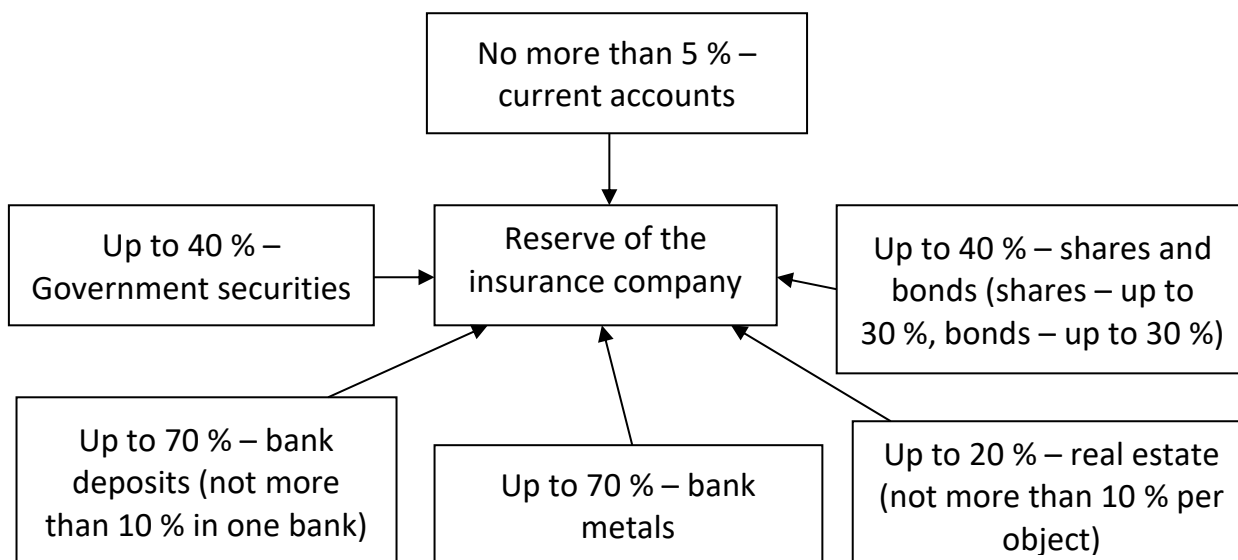 No more than 5 % –
current accounts
Up to 40 % –
Government securities
Reserve of the
insurance company
Up to 40 % – shares and
bonds (shares – up to
30 %, bonds – up to 30 %)
Up to 70 % – bank
deposits (not more
than 10 % in one bank)
Up to 70 % – bank
metals
Up to 20 % – real estate
(not more than 10 % per
object)